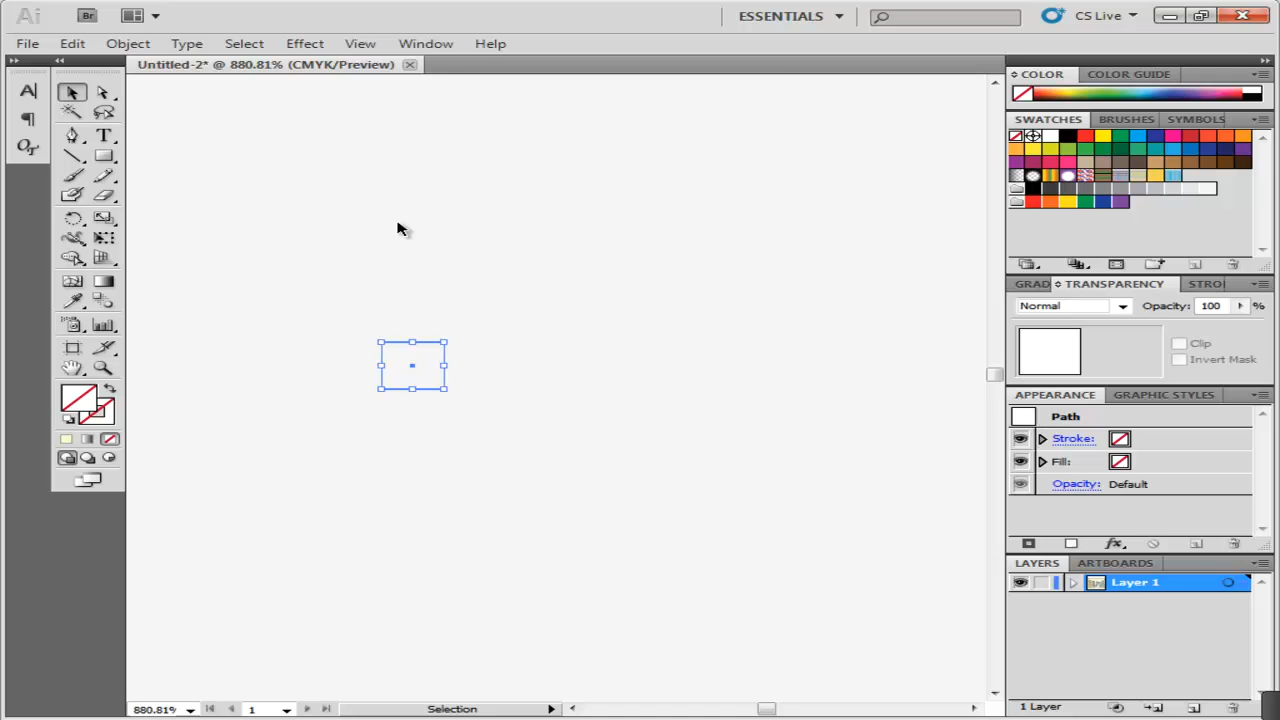 Ai
Br
ESSENTIALS
CS Live
File
Edit
Object
Type
Select
Effect
View
Window
Help
Untitled-2* @ 880.81% (CMYK/Preview)
COLOR
COLOR GUIDE
SWATCHES
BRUSHES
SYMBOLS
GRAD
TRANSPARENCY
STRO
Normal
Opacity: 100 %
Clip
Invert Mask
APPEARANCE
GRAPHIC STYLES
Path
Stroke:
Fill:
Opacity: Default
LAYERS
ARTBOARDS
Layer 1
1 Layer
880.81%
1
Selection